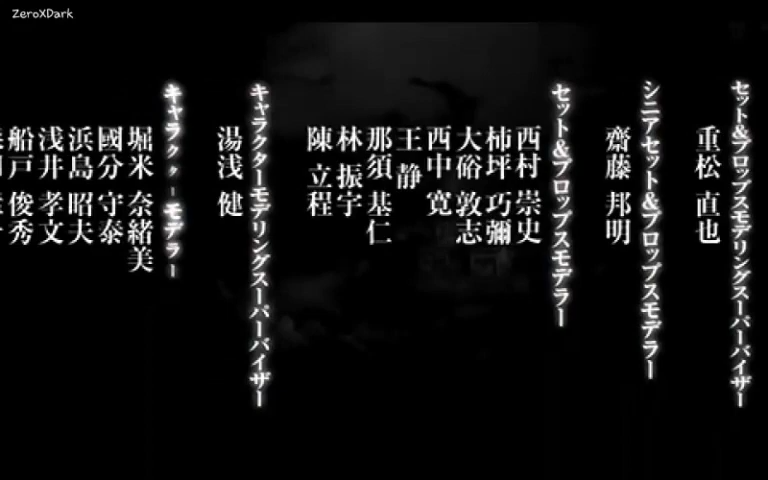 ZeroXDark
セット&プロップスモデリングスーパーバイザー
重松 直也
シニアセット&プロップスモデラー
齋藤 邦明
セット&プロップスモデラー
西村 崇史
柿坪 巧彌
大硲 敦志
西中 寛
王 静
那須 基仁
林 振宇
陳 立程
キャラクターモデリングスーパーバイザー
湯浅 健
キャラクターモデラー
堀米 奈緒美
國分 守泰
浜島 昭夫
浅井 孝文
船戸 俊秀